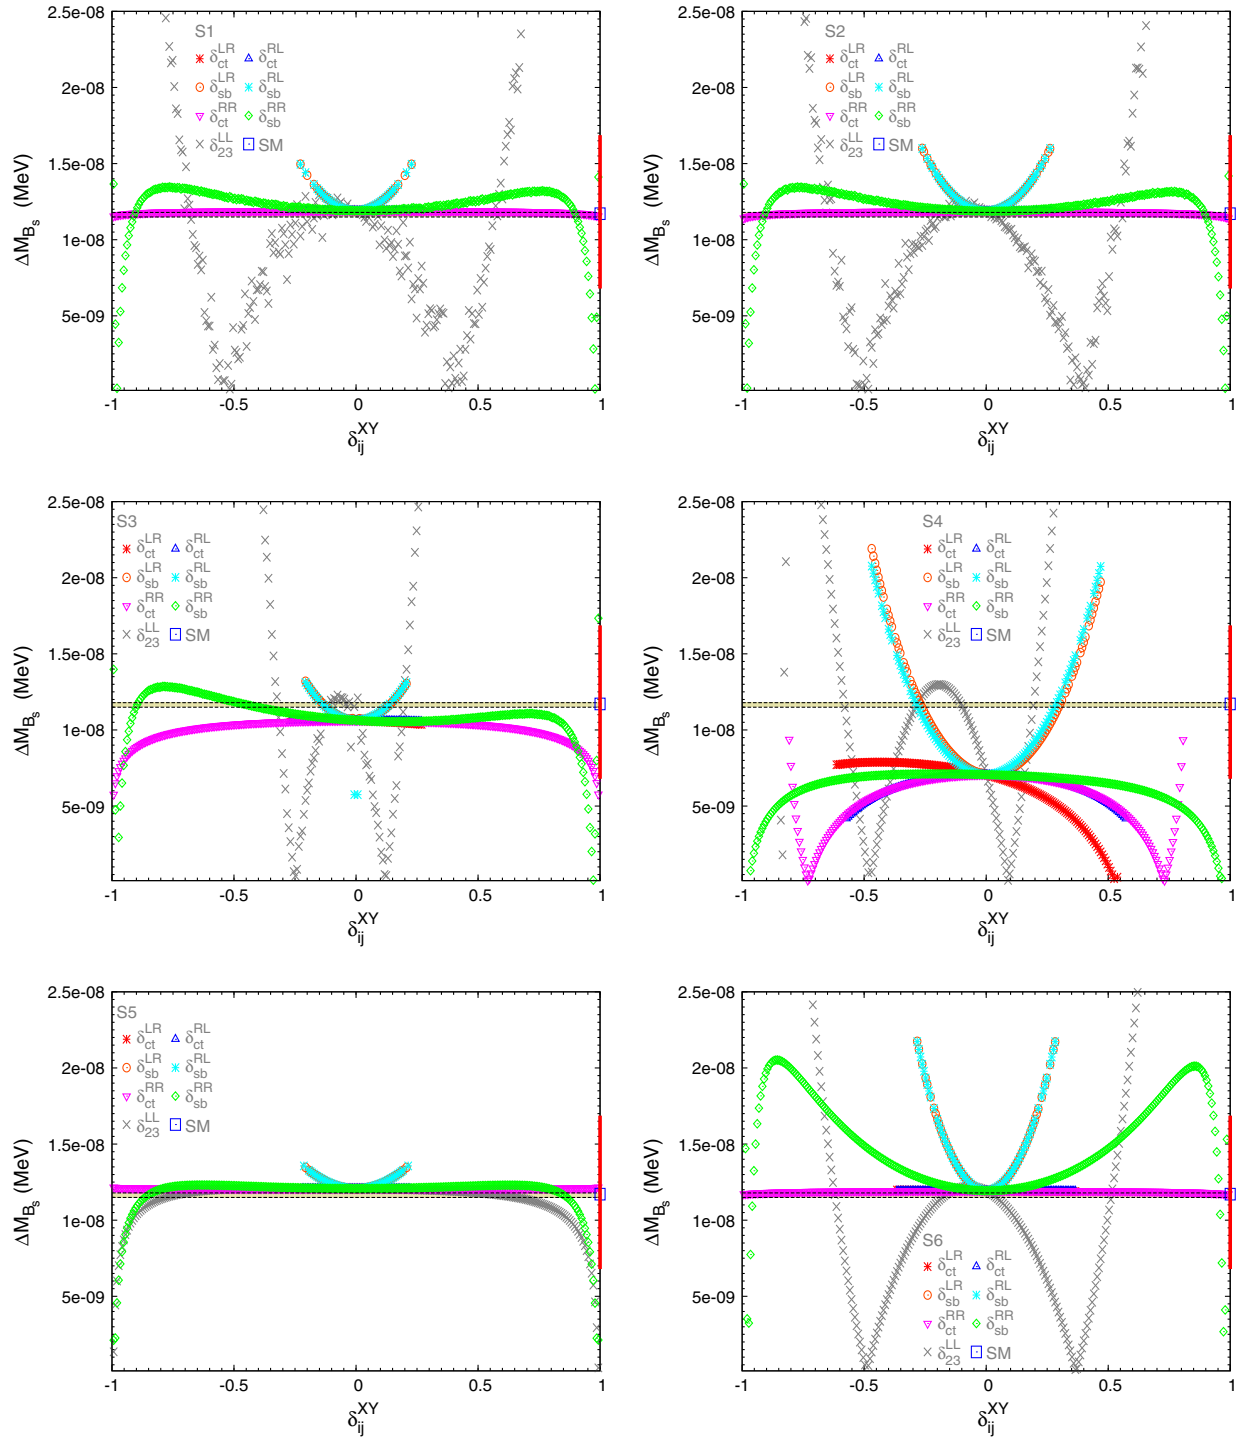 2.5e-08
2e-08
1.5e-08
1e-08
5e-09
ΔM_{B_s} (MeV)
S1
δ_{ct}^{LR} δ_{ct}^{RL}
δ_{sb}^{LR} δ_{sb}^{RL}
δ_{ct}^{RR} δ_{sb}^{RR}
δ_{23}^{LL} SM
-1 -0.5 0 0.5 1
δ_{ij}^{XY}
2.5e-08
2e-08
1.5e-08
1e-08
5e-09
ΔM_{B_s} (MeV)
S2
δ_{ct}^{LR} δ_{ct}^{RL}
δ_{sb}^{LR} δ_{sb}^{RL}
δ_{ct}^{RR} δ_{sb}^{RR}
δ_{23}^{LL} SM
-1 -0.5 0 0.5 1
δ_{ij}^{XY}
2.5e-08
2e-08
1.5e-08
1e-08
5e-09
ΔM_{B_s} (MeV)
S3
δ_{ct}^{LR} δ_{ct}^{RL}
δ_{sb}^{LR} δ_{sb}^{RL}
δ_{ct}^{RR} δ_{sb}^{RR}
δ_{23}^{LL} SM
-1 -0.5 0 0.5 1
δ_{ij}^{XY}
2.5e-08
2e-08
1.5e-08
1e-08
5e-09
ΔM_{B_s} (MeV)
S4
δ_{ct}^{LR} δ_{ct}^{RL}
δ_{sb}^{LR} δ_{sb}^{RL}
δ_{ct}^{RR} δ_{sb}^{RR}
δ_{23}^{LL} SM
-1 -0.5 0 0.5 1
δ_{ij}^{XY}
2.5e-08
2e-08
1.5e-08
1e-08
5e-09
ΔM_{B_s} (MeV)
S5
δ_{ct}^{LR} δ_{ct}^{RL}
δ_{sb}^{LR} δ_{sb}^{RL}
δ_{ct}^{RR} δ_{sb}^{RR}
δ_{23}^{LL} SM
-1 -0.5 0 0.5 1
δ_{ij}^{XY}
2.5e-08
2e-08
1.5e-08
1e-08
5e-09
ΔM_{B_s} (MeV)
S6
δ_{ct}^{LR} δ_{ct}^{RL}
δ_{sb}^{LR} δ_{sb}^{RL}
δ_{ct}^{RR} δ_{sb}^{RR}
δ_{23}^{LL} SM
-1 -0.5 0 0.5 1
δ_{ij}^{XY}